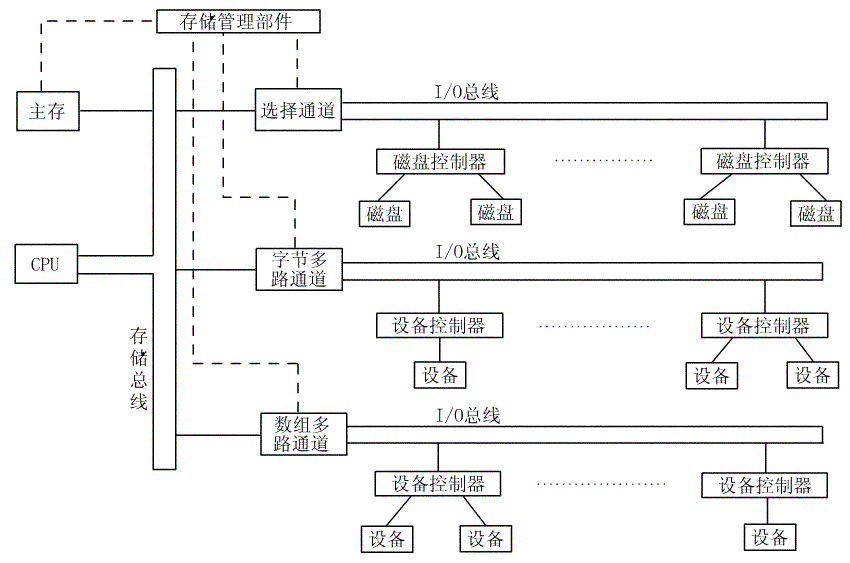 存储管理部件
主存
选择通道
I/O总线
磁盘控制器
磁盘控制器
磁盘
磁盘
磁盘
磁盘
CPU
字节多
路通道
I/O总线
设备控制器
设备控制器
设备
设备
设备
存
储
总
线
数组多
路通道
I/O总线
设备控制器
设备控制器
设备
设备
设备